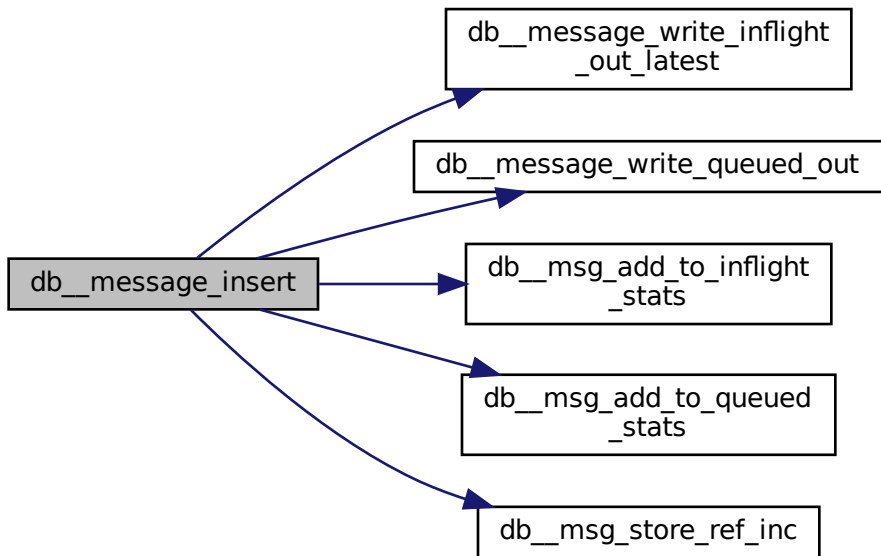 db__message_write_inflight
_out_latest
db__message_write_queued_out
db__message_insert
db__msg_add_to_inflight
_stats
db__msg_add_to_queued
_stats
db__msg_store_ref_inc